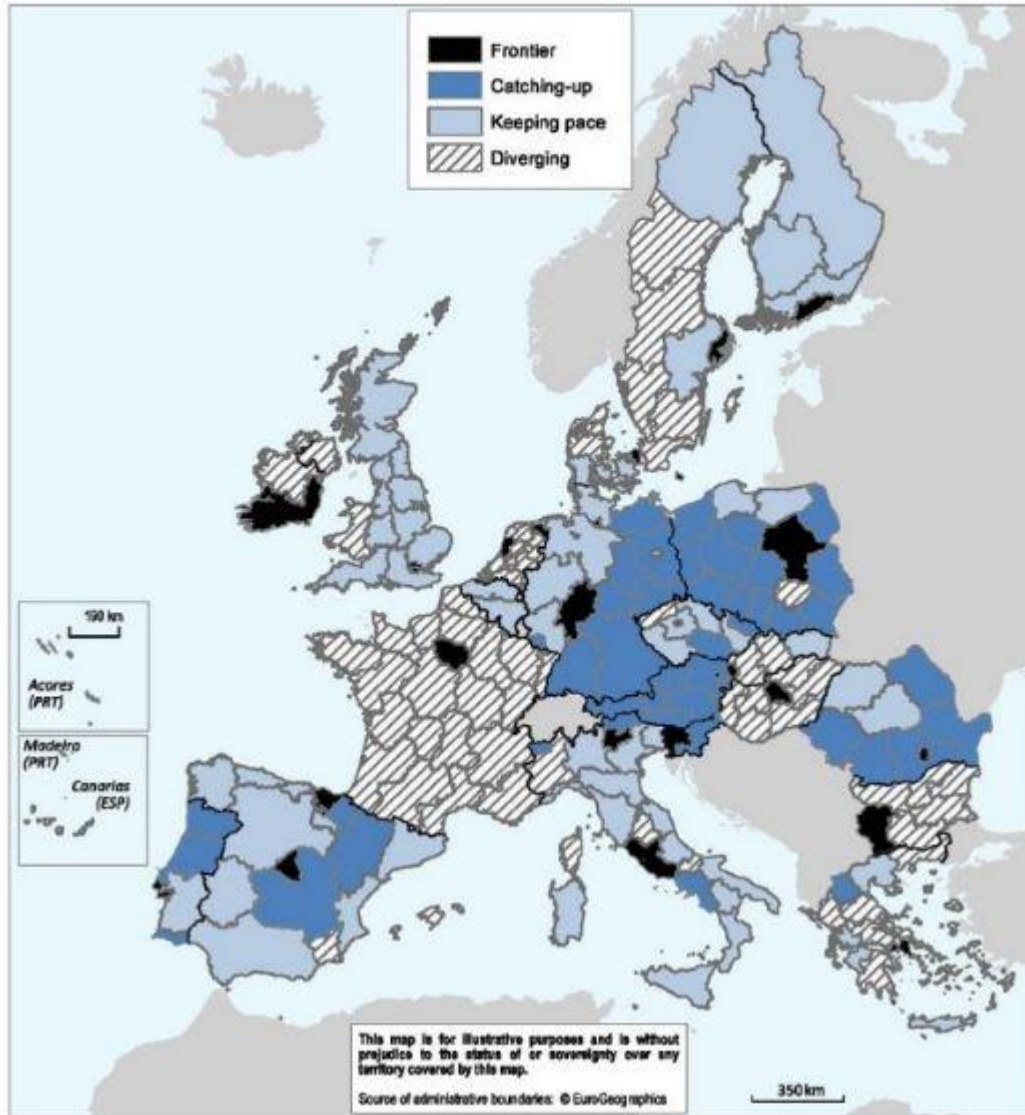 Frontier
Catching-up
Keeping pace
Diverging
190 km
Acores
(PRT)
Madeira
(PRT)
Canarias
(ESP)
This map is for illustrative purposes and is without
prejudice to the status of or sovereignty over any
territory covered by this map.
Source of administrative boundaries: © EuroGeographics
350 km